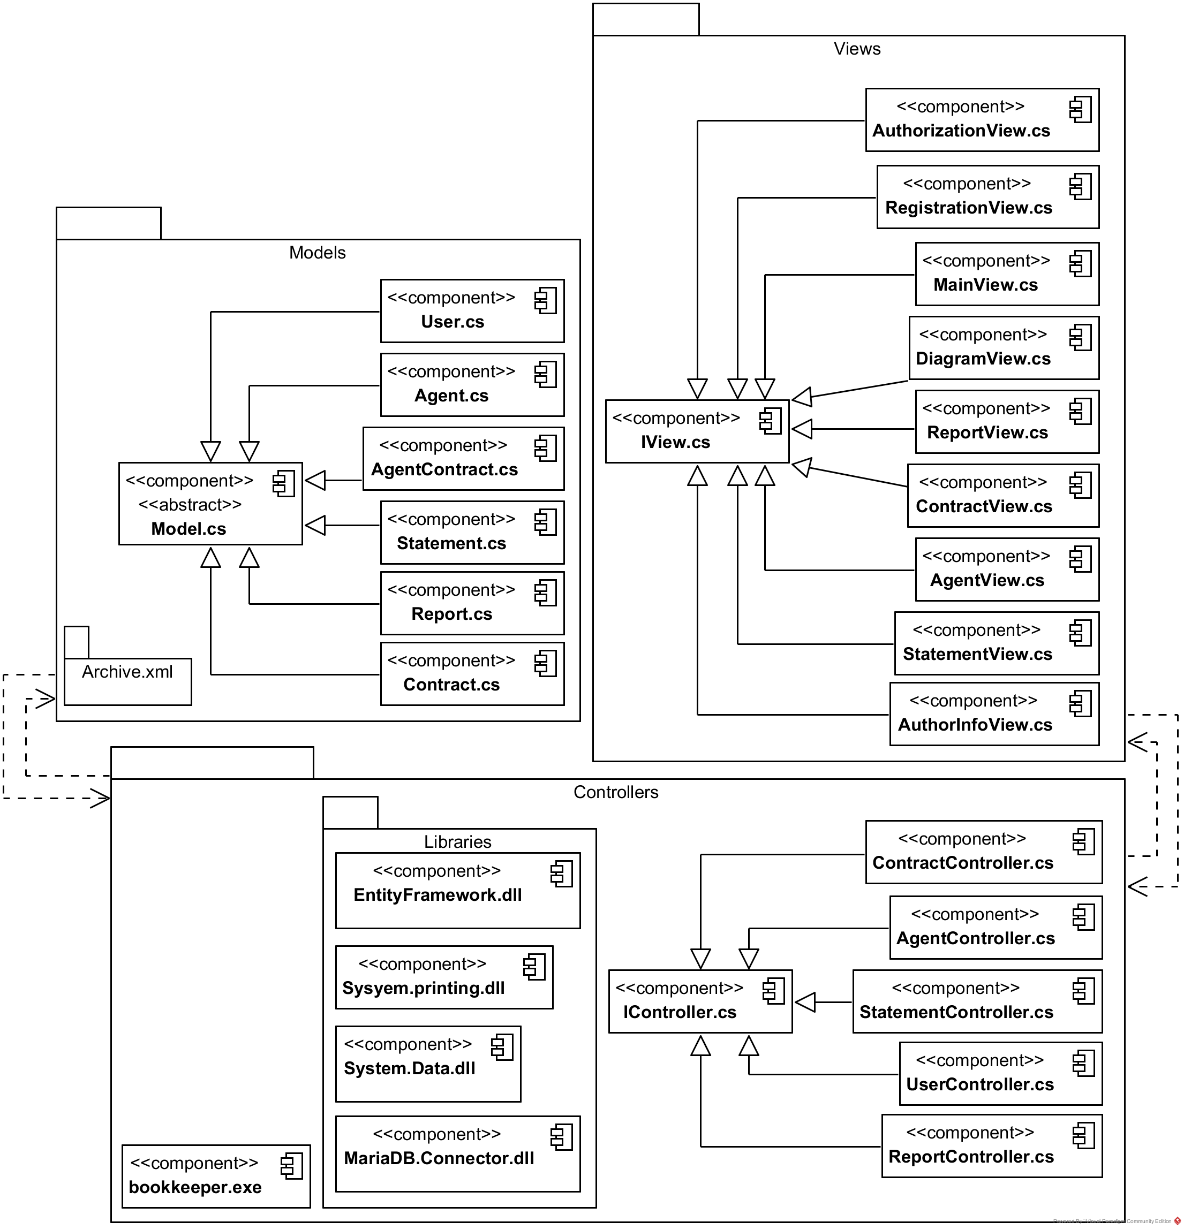 Views
<<component>>
AuthorizationView.cs
<<component>>
RegistrationView.cs
<<component>>
MainView.cs
<<component>>
DiagramView.cs
<<component>>
ReportView.cs
<<component>>
ContractView.cs
<<component>>
AgentView.cs
<<component>>
StatementView.cs
<<component>>
AuthorInfoView.cs
<<component>>
IView.cs
Models
<<component>>
User.cs
<<component>>
Agent.cs
<<component>>
AgentContract.cs
<<component>>
Statement.cs
<<component>>
Report.cs
<<component>>
Contract.cs
<<component>>
<<abstract>>
Model.cs
Archive.xml
Controllers
Libraries
<<component>>
EntityFramework.dll
<<component>>
Sysyem.printing.dll
<<component>>
System.Data.dll
<<component>>
MariaDB.Connector.dll
<<component>>
bookkeeper.exe
<<component>>
ContractController.cs
<<component>>
AgentController.cs
<<component>>
IController.cs
<<component>>
StatementController.cs
<<component>>
UserController.cs
<<component>>
ReportController.cs
Community Edition